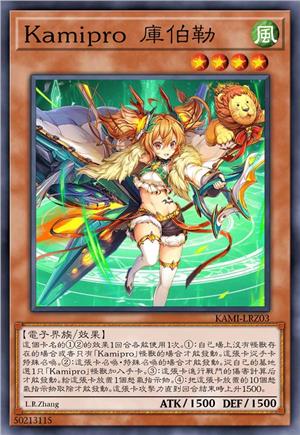 Kamipro 庫伯勒
風
KAMI-LRZ03
【電子界族/效果】
這個卡名的①②的效果1回合各能使用1次。①:自己場上沒有怪獸存
在的場合或者只有「Kamipro」怪獸的場合才能發動。這張卡從手卡
特殊召喚。②:這張卡召喚·特殊召喚的場合才能發動。從自己的墓地
選1只「Kamipro」怪獸加入手卡。③:這張卡進行戰鬥的傷害計算后
才能發動。給這張卡放置1個想氣指示物。④:把這張卡放置的10個想
氣指示物取除才能發動。這張卡攻擊力直到回合結束時上升1500。
L.R.Zhang
ATK / 1500 DEF / 1500
50213115